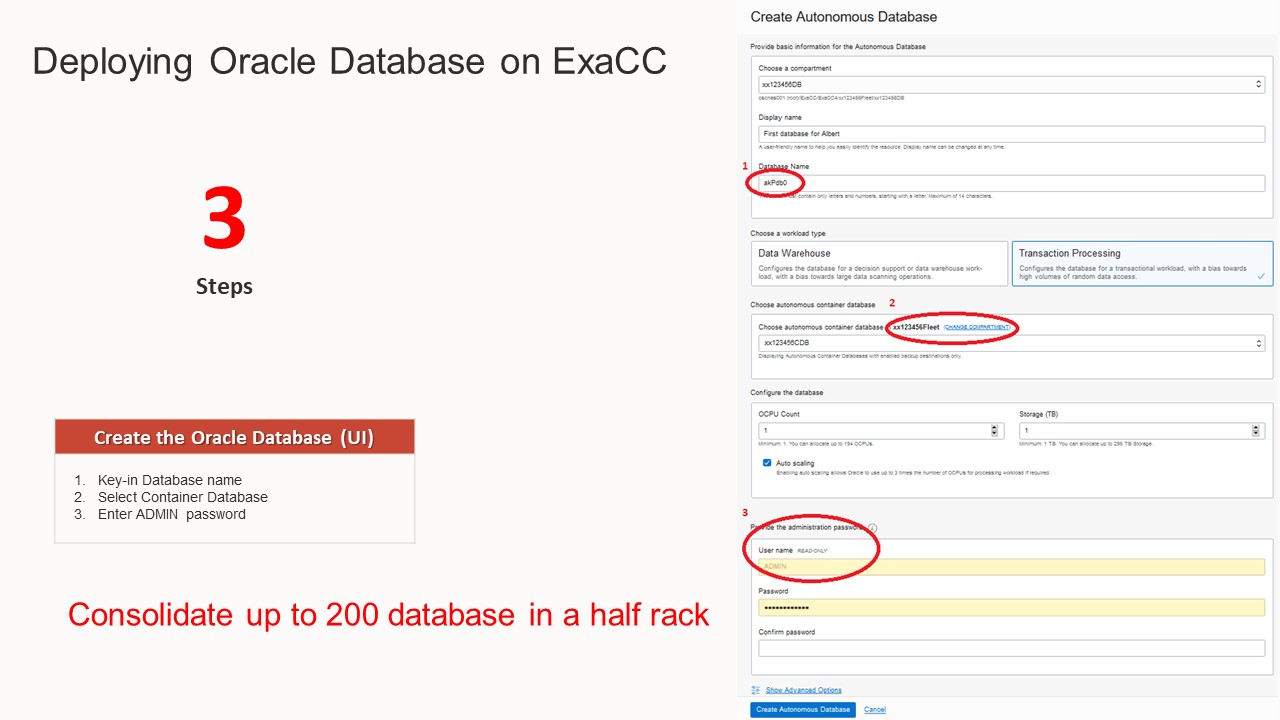 Deploying Oracle Database on ExaCC
3
Steps
Create the Oracle Database (UI)
1. Key-in Database name
2. Select Container Database
3. Enter ADMIN password
Consolidate up to 200 database in a half rack
Create Autonomous Database
Provide basic information for the Autonomous Database
Choose a compartment
xx123456DB
Display name
First database for Albert
A user-friendly name to help you easily identify the resource. Display name can be changed at any time.
1
Database Name
akPdb0
contain only letters and numbers, starting with a letter. Maximum of 14 characters.
Choose a workload type
Data Warehouse
Configures the database for a decision support or data warehouse work-
load, with a bias towards large data scanning operations.
Transaction Processing
Configures the database for a transactional workload, with a bias towards
high volumes of random data access.
Choose autonomous container database
2
Choose autonomous container database
xx123456Fleet (CHANGE COMPARTMENT)
xx123456CDB
Displaying Autonomous Container Databases with enabled backup destinations only.
Configure the database
OCPU Count
1
Minimum: 1. You can allocate up to 194 OCPUs.
Storage (TB)
1
Minimum: 1 TB. You can allocate up to 295 TB Storage.
Auto scaling
Enabling auto scaling allows Oracle to use up to 3 times the number of OCPUs for processing workload if required.
3
Provide the administration password
User name READ-ONLY
ADMIN
Password
••••••••••••
Confirm password
Show Advanced Options
Create Autonomous Database
Cancel